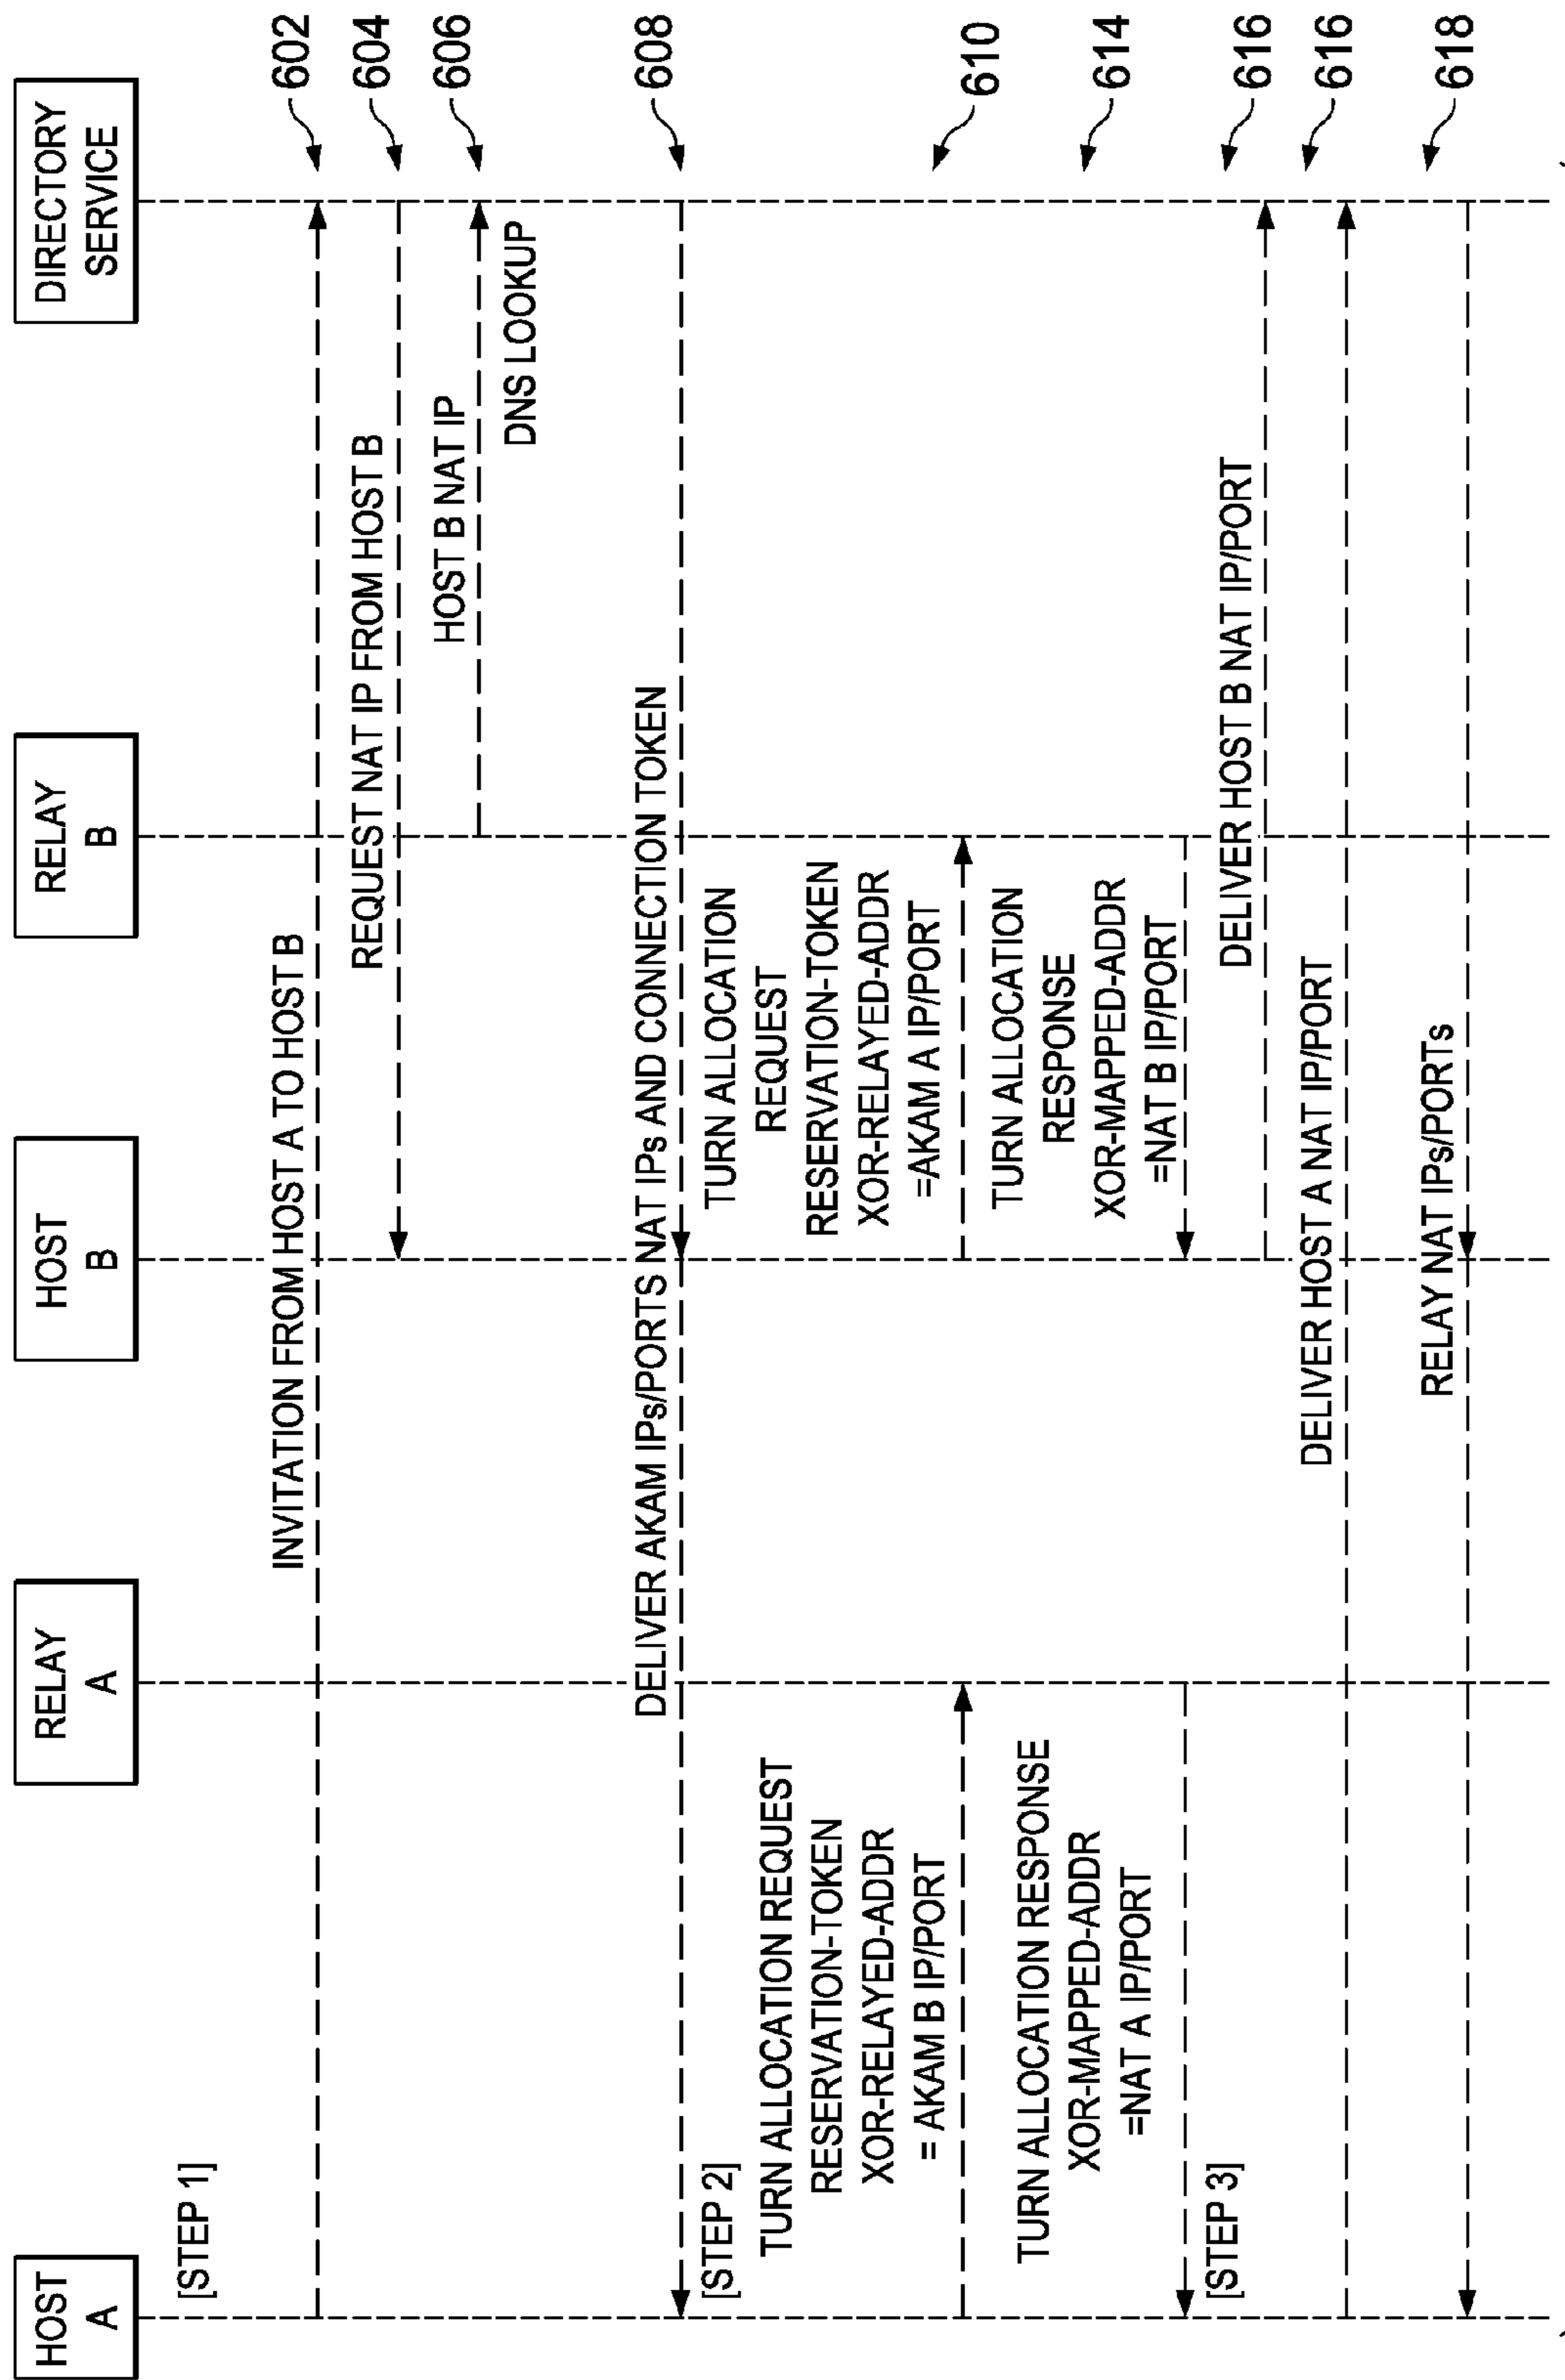 HOST
A
RELAY
A
HOST
B
RELAY
B
DIRECTORY
SERVICE
[STEP 1]
INVITATION FROM HOST A TO HOST B
602
REQUEST NAT IP FROM HOST B
604
HOST B NAT IP
606
DNS LOOKUP
DELIVER AKAM IPs/PORTS NAT IPs AND CONNECTION TOKEN
608
[STEP 2]
TURN ALLOCATION REQUEST
RESERVATION-TOKEN
XOR-RELAYED-ADDR
= AKAM B IP/PORT
TURN ALLOCATION
REQUEST
RESERVATION-TOKEN
XOR-RELAYED-ADDR
=AKAM A IP/PORT
610
TURN ALLOCATION RESPONSE
XOR-MAPPED-ADDR
=NAT A IP/PORT
TURN ALLOCATION
RESPONSE
XOR-MAPPED-ADDR
=NAT B IP/PORT
614
[STEP 3]
DELIVER HOST B NAT IP/PORT
616
DELIVER HOST A NAT IP/PORT
616
RELAY NAT IPs/PORTs
618